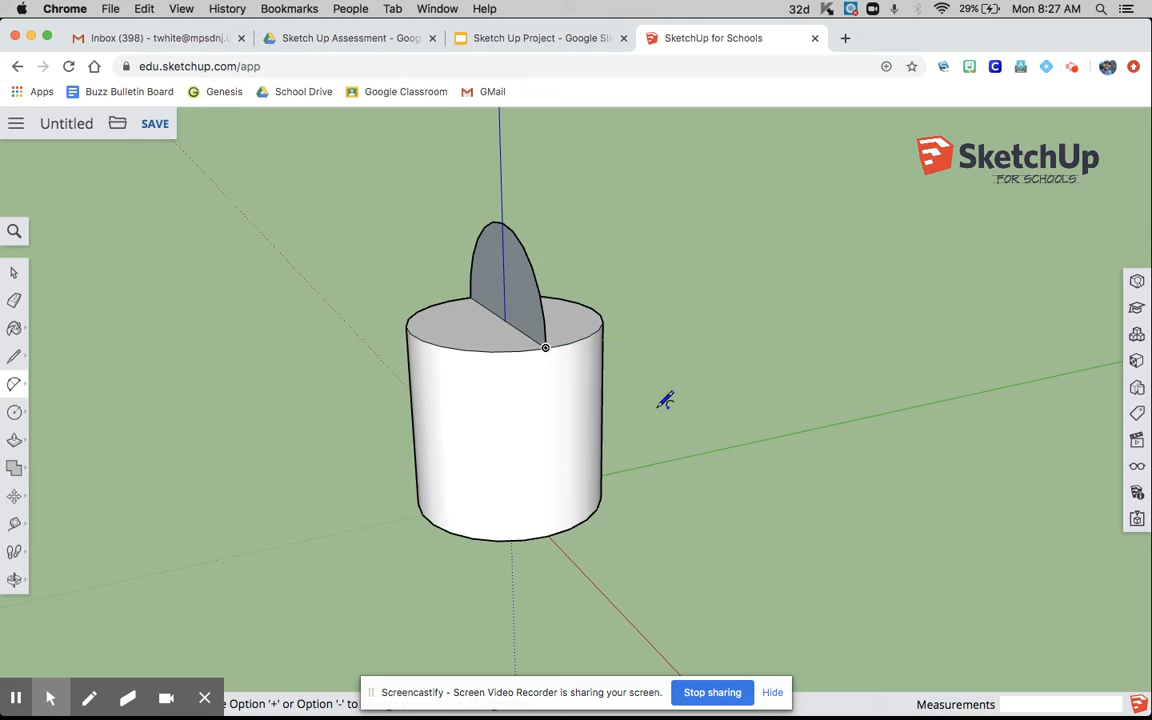 Chrome File Edit View History Bookmarks People Tab Window Help 32d 29% Mon 8:27 AM
Inbox (398) - twhite@mpsdnj.u Sketch Up Assessment - Goog Sketch Up Project - Google Slid SketchUp for Schools
edu.sketchup.com/app
Apps Buzz Bulletin Board Genesis School Drive Google Classroom GMail
Untitled SAVE
SketchUp
FOR SCHOOLS
Screencastify - Screen Video Recorder is sharing your screen. Stop sharing Hide
e Option '+' or Option '-' to
Measurements